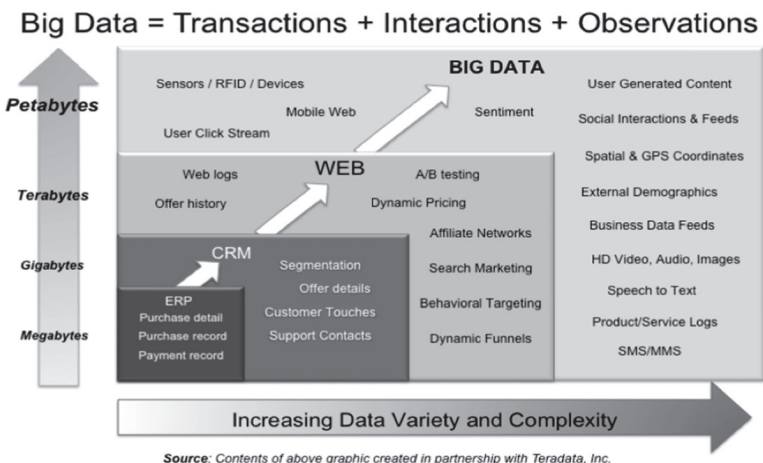 Big Data = Transactions + Interactions + Observations
Petabytes
Terabytes
Gigabytes
Megabytes
BIG DATA
Sensors / RFID / Devices
Mobile Web
Sentiment
User Click Stream
User Generated Content
Social Interactions & Feeds
Spatial & GPS Coordinates
External Demographics
Business Data Feeds
HD Video, Audio, Images
Speech to Text
Product/Service Logs
SMS/MMS
WEB
Web logs
A/B testing
Offer history
Dynamic Pricing
Affiliate Networks
Search Marketing
Behavioral Targeting
Dynamic Funnels
CRM
Segmentation
Offer details
Customer Touches
Support Contacts
ERP
Purchase detail
Purchase record
Payment record
Increasing Data Variety and Complexity
Source: Contents of above graphic created in partnership with Teradata, Inc.